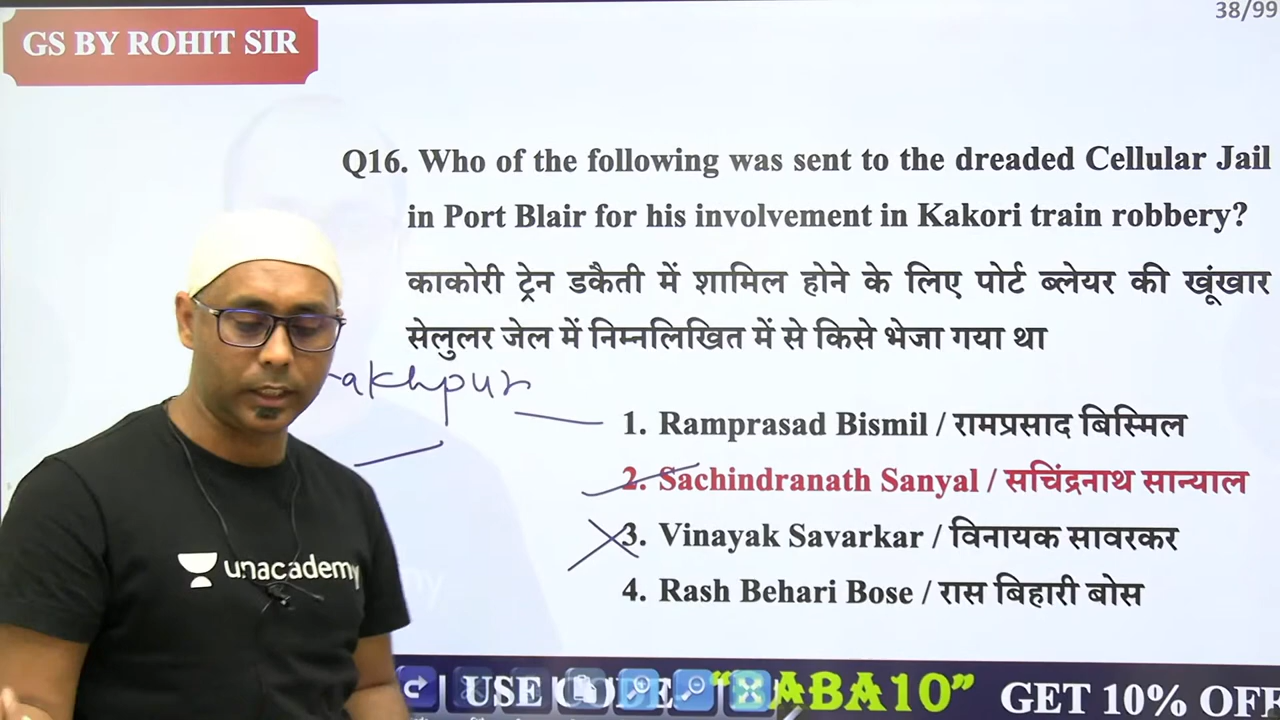 38/99
GS BY ROHIT SIR
Q16. Who of the following was sent to the dreaded Cellular Jail
in Port Blair for his involvement in Kakori train robbery?
काकोरी ट्रेन डकैती में शामिल होने के लिए पोर्ट ब्लेयर की खूंखार
सेलुलर जेल में निम्नलिखित में से किसे भेजा गया था
akhpur
1. Ramprasad Bismil / रामप्रसाद बिस्मिल
2. Sachindranath Sanyal / सचिंद्रनाथ सान्याल
3. Vinayak Savarkar / विनायक सावरकर
4. Rash Behari Bose / रास बिहारी बोस
unacademy
USE CODE "BABA10" GET 10% OFF